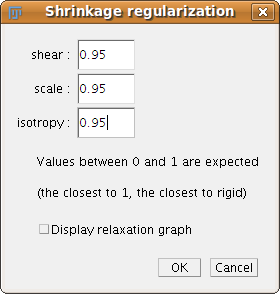 Shrinkage regularization
shear : 0.95
scale : 0.95
isotropy : 0.95
Values between 0 and 1 are expected
(the closest to 1, the closest to rigid)
Display relaxation graph
OK Cancel